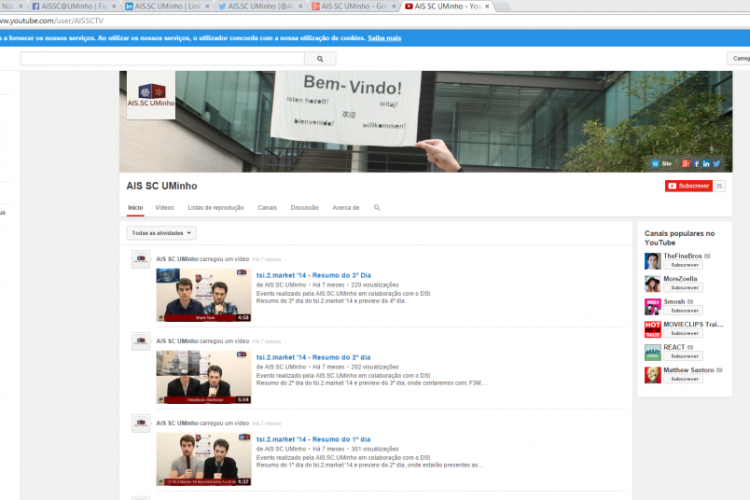 AISSC@UMinho | Fac
AIS.SC UMinho | Link
AIS.SC UMinho (@AI
AIS SC UMinho - Goo
AIS SC UMinho - You
ww.youtube.com/user/AISSCTV
a fornecer os nossos serviços. Ao utilizar os nossos serviços, o utilizador concorda com a nossa utilização de cookies. Saiba mais
Carreg
AIS.SC UMinho
Bem-Vindo!
isten hozott!
witaj!
欢迎
bienvenido!
willkommen!
Site
AIS SC UMinho
Subscrever
Início Vídeos Listas de reprodução Canais Discussão Acerca de
Todas as atividades
AIS SC UMinho carregou um vídeo Há 7 meses
tsi.2.market '14 - Resumo do 3º Dia
de AIS SC UMinho • Há 7 meses • 220 visualizações
Evento realizado pela AIS.SC UMinho em colaboração com o DSI.
Resumo do 3º dia do tsi.2.market '14 e preview do 4º dia.
Shark Tank
4:58
AIS SC UMinho carregou um vídeo Há 7 meses
tsi.2.market '14 - Resumo do 2º dia
de AIS SC UMinho • Há 7 meses • 202 visualizações
Evento realizado pela AIS.SC UMinho em colaboração com o DSI.
Resumo do 2º dia do tsi.2.market '14 e preview do 3º dia, onde contaremos com: F3M,...
5:54
AIS SC UMinho carregou um vídeo Há 7 meses
tsi.2.market '14 - Resumo do 1º dia
de AIS SC UMinho • Há 7 meses • 301 visualizações
Evento realizado pela AIS.SC UMinho em colaboração com o DSI.
Resumo do 1º dia do tsi.2.market '14 e preview do 2º dia, onde estarão presentes as...
Canais populares no
YouTube
TheFineBros
Subscrever
MoreZoella
Subscrever
Smosh
Subscrever
MOVIECLIPS Trai...
Subscrever
REACT
Subscrever
Matthew Santoro
Subscrever